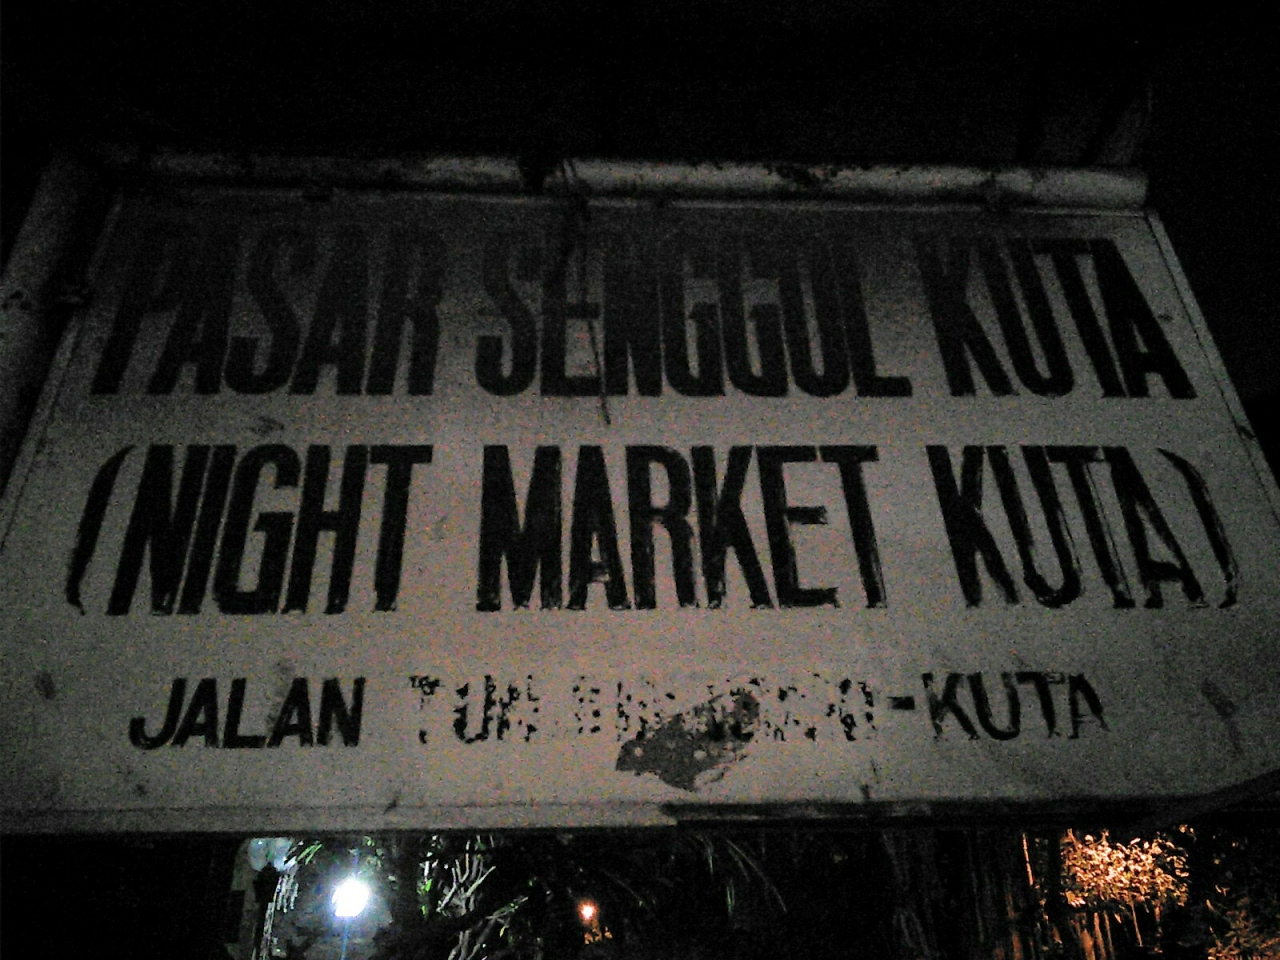 PASAR SENGGOL KUTA
(NIGHT MARKET KUTA)
JALAN -KUTA